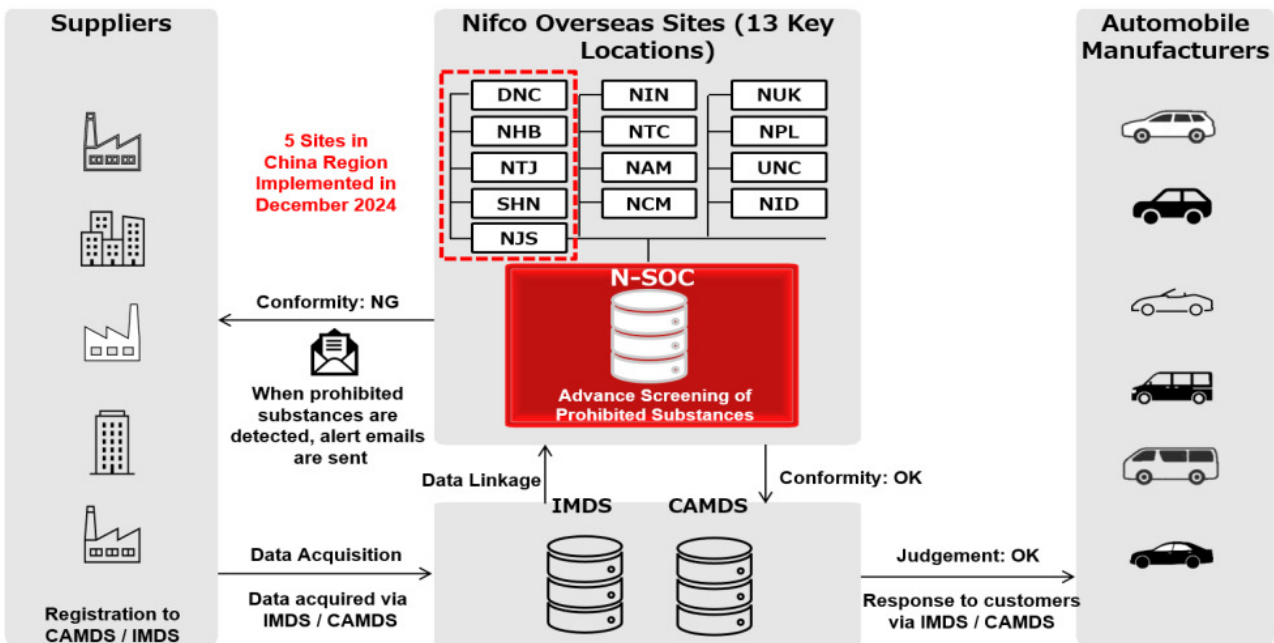 Suppliers
Nifco Overseas Sites (13 Key
Locations)
Automobile
Manufacturers
5 Sites in
China Region
Implemented in
December 2024
DNC
NHB
NTJ
SHN
NJS
NIN
NTC
NAM
NCM
NUK
NPL
UNC
NID
N-SOC
Advance Screening of
Prohibited Substances
Conformity: NG
When prohibited
substances are
detected, alert emails
are sent
Data Linkage
Conformity: OK
IMDS
CAMDS
Data Acquisition
Data acquired via
IMDS / CAMDS
Judgement: OK
Response to customers
via IMDS / CAMDS
Registration to
CAMDS / IMDS